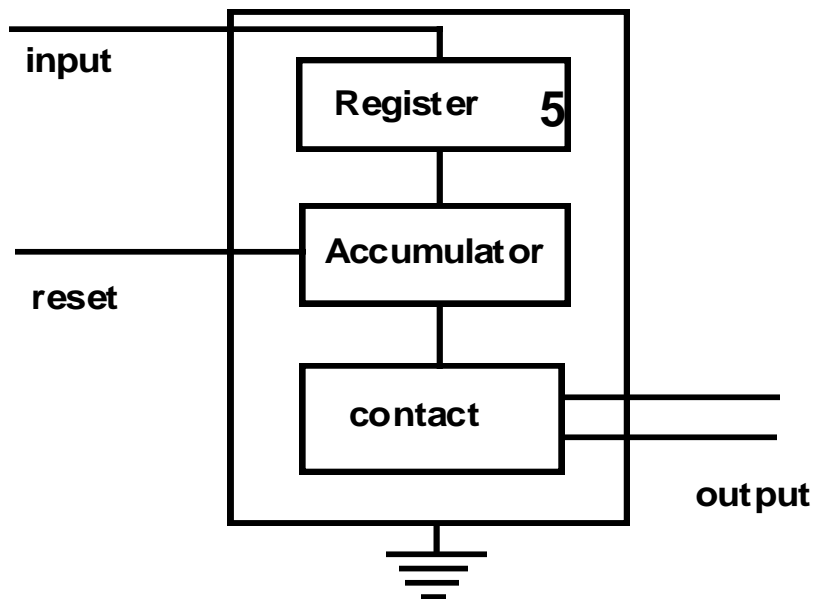 input
Register 5
Accumulator
reset
contact
output